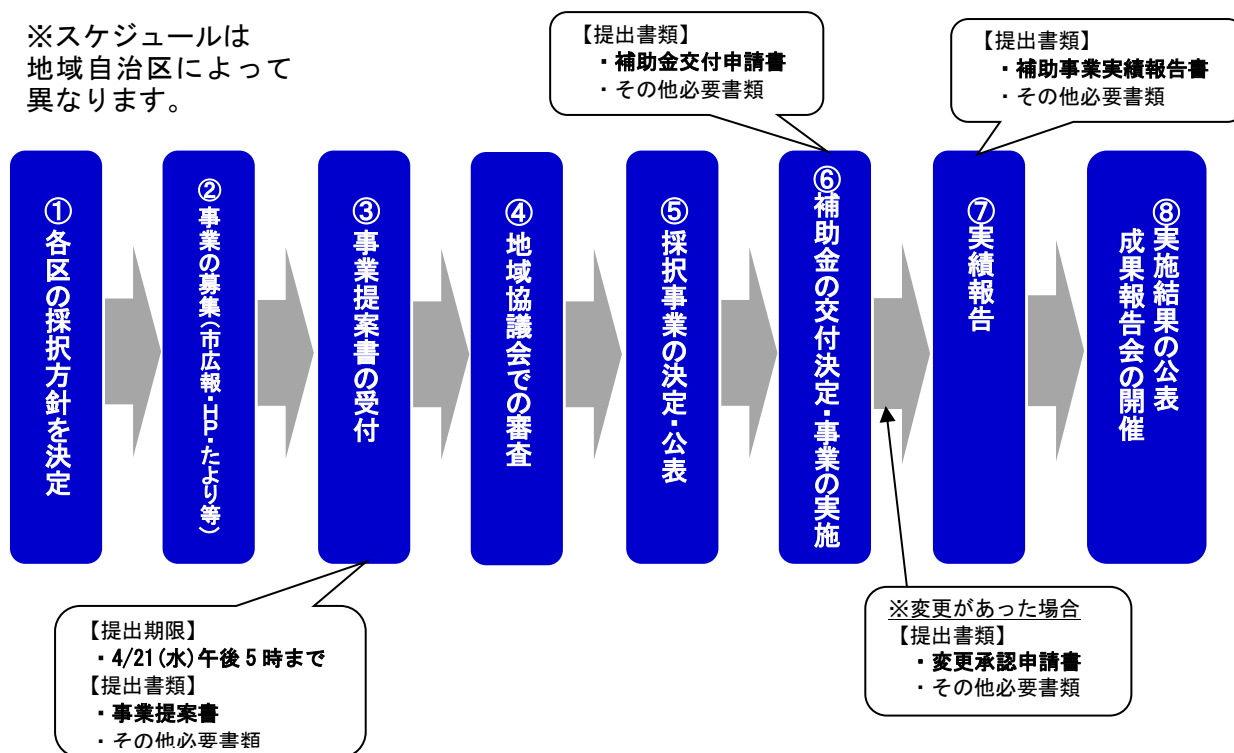 ※スケジュールは
地域自治区によって
異なります。
【提出書類】
・補助金交付申請書
・その他必要書類
【提出書類】
・補助事業実績報告書
・その他必要書類
①各区の採択方針を決定
②事業の募集(市広報・HP・たより等)
③事業提案書の受付
④地域協議会での審査
⑤採択事業の決定・公表
⑥補助金の交付決定・事業の実施
⑦実績報告
⑧実施結果の公表
成果報告会の開催
【提出期限】
・4/21(水)午後5時まで
【提出書類】
・事業提案書
・その他必要書類
※変更があった場合
【提出書類】
・変更承認申請書
・その他必要書類